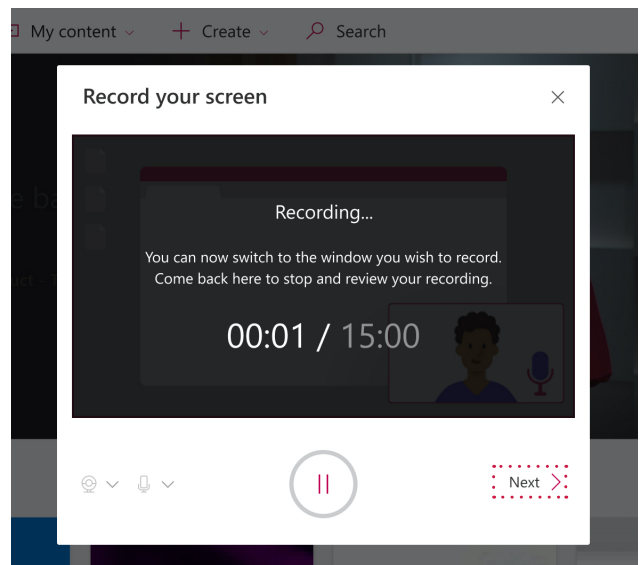 My content
Create
Search
Record your screen
Recording...
You can now switch to the window you wish to record.
Come back here to stop and review your recording.
00:01 / 15:00
Next